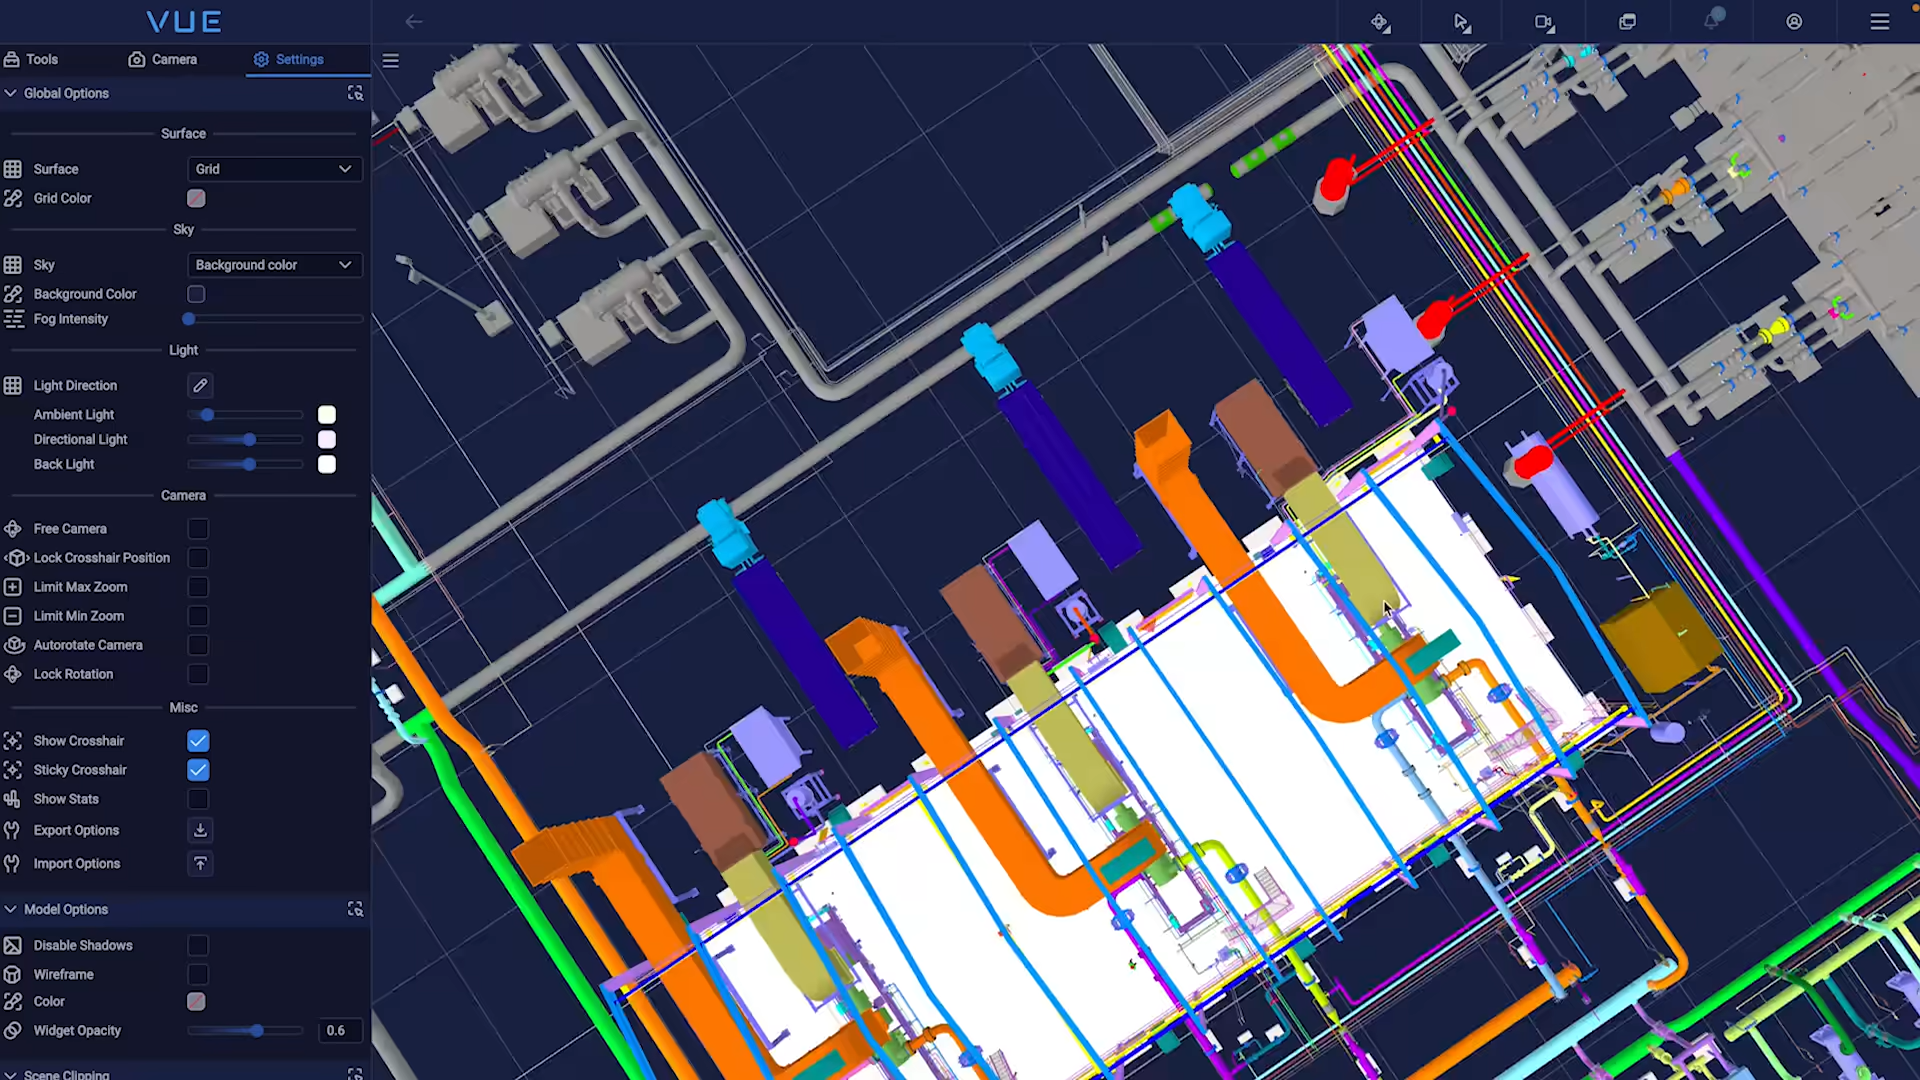 VUE
Tools
Camera
Settings
Global Options
Surface
Surface
Grid
Grid Color
Sky
Sky
Background color
Background Color
Fog Intensity
Light
Light Direction
Ambient Light
Directional Light
Back Light
Camera
Free Camera
Lock Crosshair Position
Limit Max Zoom
Limit Min Zoom
Autorotate Camera
Lock Rotation
Misc
Show Crosshair
Sticky Crosshair
Show Stats
Export Options
Import Options
Model Options
Disable Shadows
Wireframe
Color
Widget Opacity
0.6
Scene Clipping